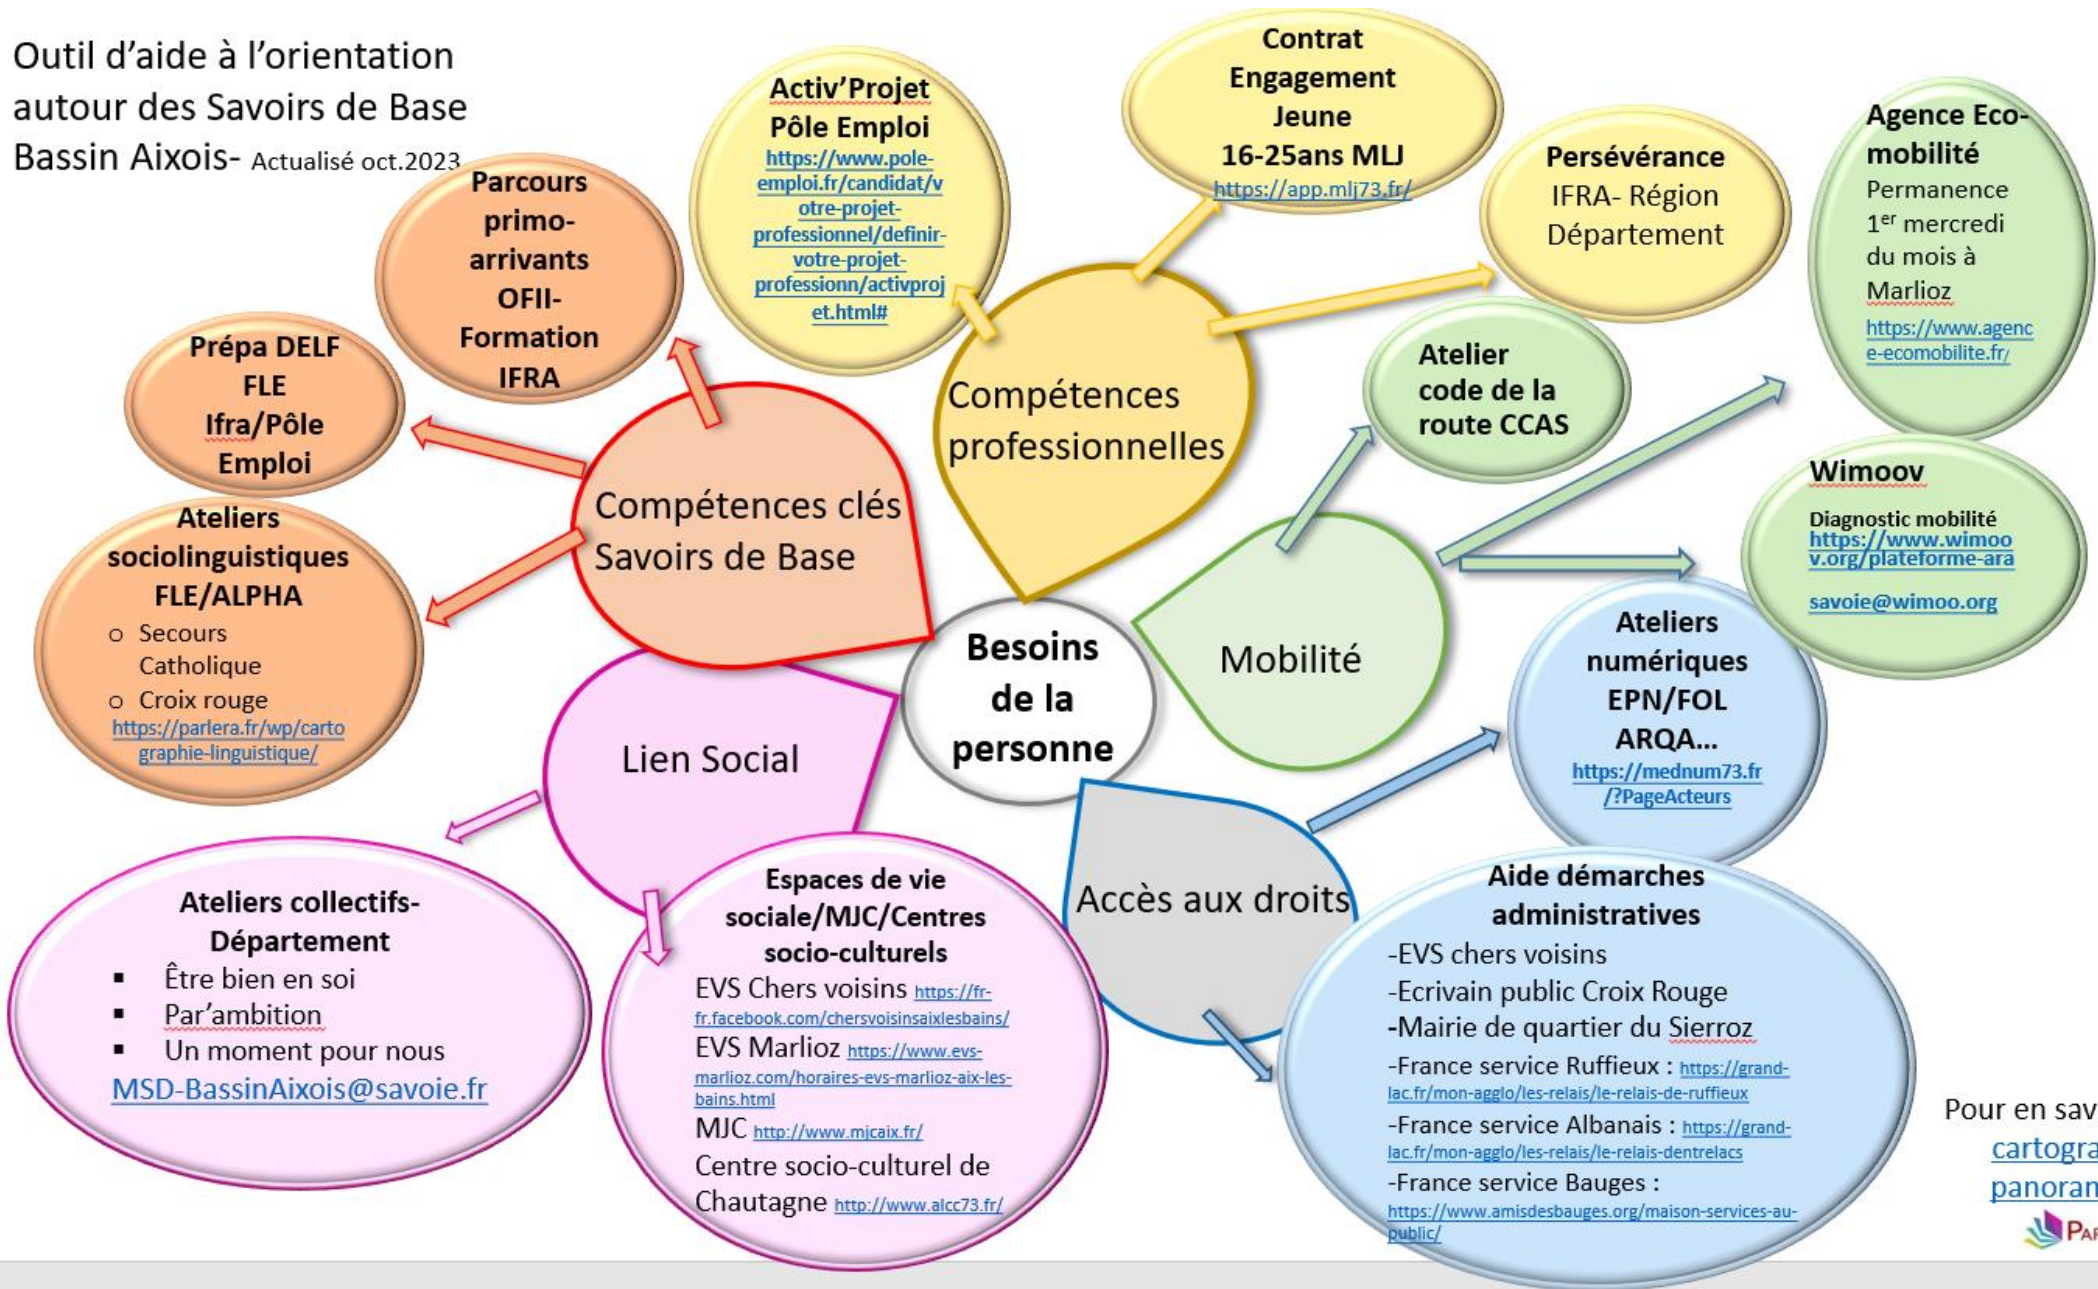 Outil d'aide à l'orientation
autour des Savoirs de Base
Bassin Aixois- Actualisé oct.2023
Parcours
primo-
arrivants
OFII-
Formation
IFRA
Prépa DELF
FLE
Ifra/Pôle
Emploi
Ateliers
sociolinguistiques
FLE/ALPHA
o Secours
Catholique
o Croix rouge
https://parlera.fr/wp/carto
graphie-linguistique/
Compétences clés
Savoirs de Base
Activ'Projet
Pôle Emploi
https://www.pole-
emploi.fr/candidat/v
otre-projet-
professionnel/definir-
votre-projet-
professionn/activproj
et.html#
Contrat
Engagement
Jeune
16-25ans MLJ
https://app.mlj73.fr/
Persévérance
IFRA- Région
Département
Compétences
professionnelles
Agence Eco-
mobilité
Permanence
1er mercredi
du mois à
Marlioz
https://www.agenc
e-ecomobilite.fr/
Atelier
code de la
route CCAS
Wimoov
Diagnostic mobilité
https://www.wimoo
v.org/plateforme-ara
savoie@wimoo.org
Mobilité
Besoins
de la
personne
Ateliers
numériques
EPN/FOL
ARQA...
https://mednum73.fr
/?PageActeurs
Accès aux droits
Aide démarches
administratives
-EVS chers voisins
-Ecrivain public Croix Rouge
-Mairie de quartier du Sierroz
-France service Ruffieux : https://grand-
lac.fr/mon-agglo/les-relais/le-relais-de-ruffieux
-France service Albanais : https://grand-
lac.fr/mon-agglo/les-relais/le-relais-dentrelacs
-France service Bauges :
https://www.amisdesbauges.org/maison-services-au-
public/
Lien Social
Ateliers collectifs-
Département
▪ Être bien en soi
▪ Par'ambition
▪ Un moment pour nous
MSD-BassinAixois@savoie.fr
Espaces de vie
sociale/MJC/Centres
socio-culturels
EVS Chers voisins https://fr-
fr.facebook.com/chersvoisinsaixlesbains/
EVS Marlioz https://www.evs-
marlioz.com/horaires-evs-marlioz-aix-les-
bains.html
MJC http://www.mjcaix.fr/
Centre socio-culturel de
Chautagne http://www.alcc73.fr/
Pour en sav
cartogra
panoran
PAR